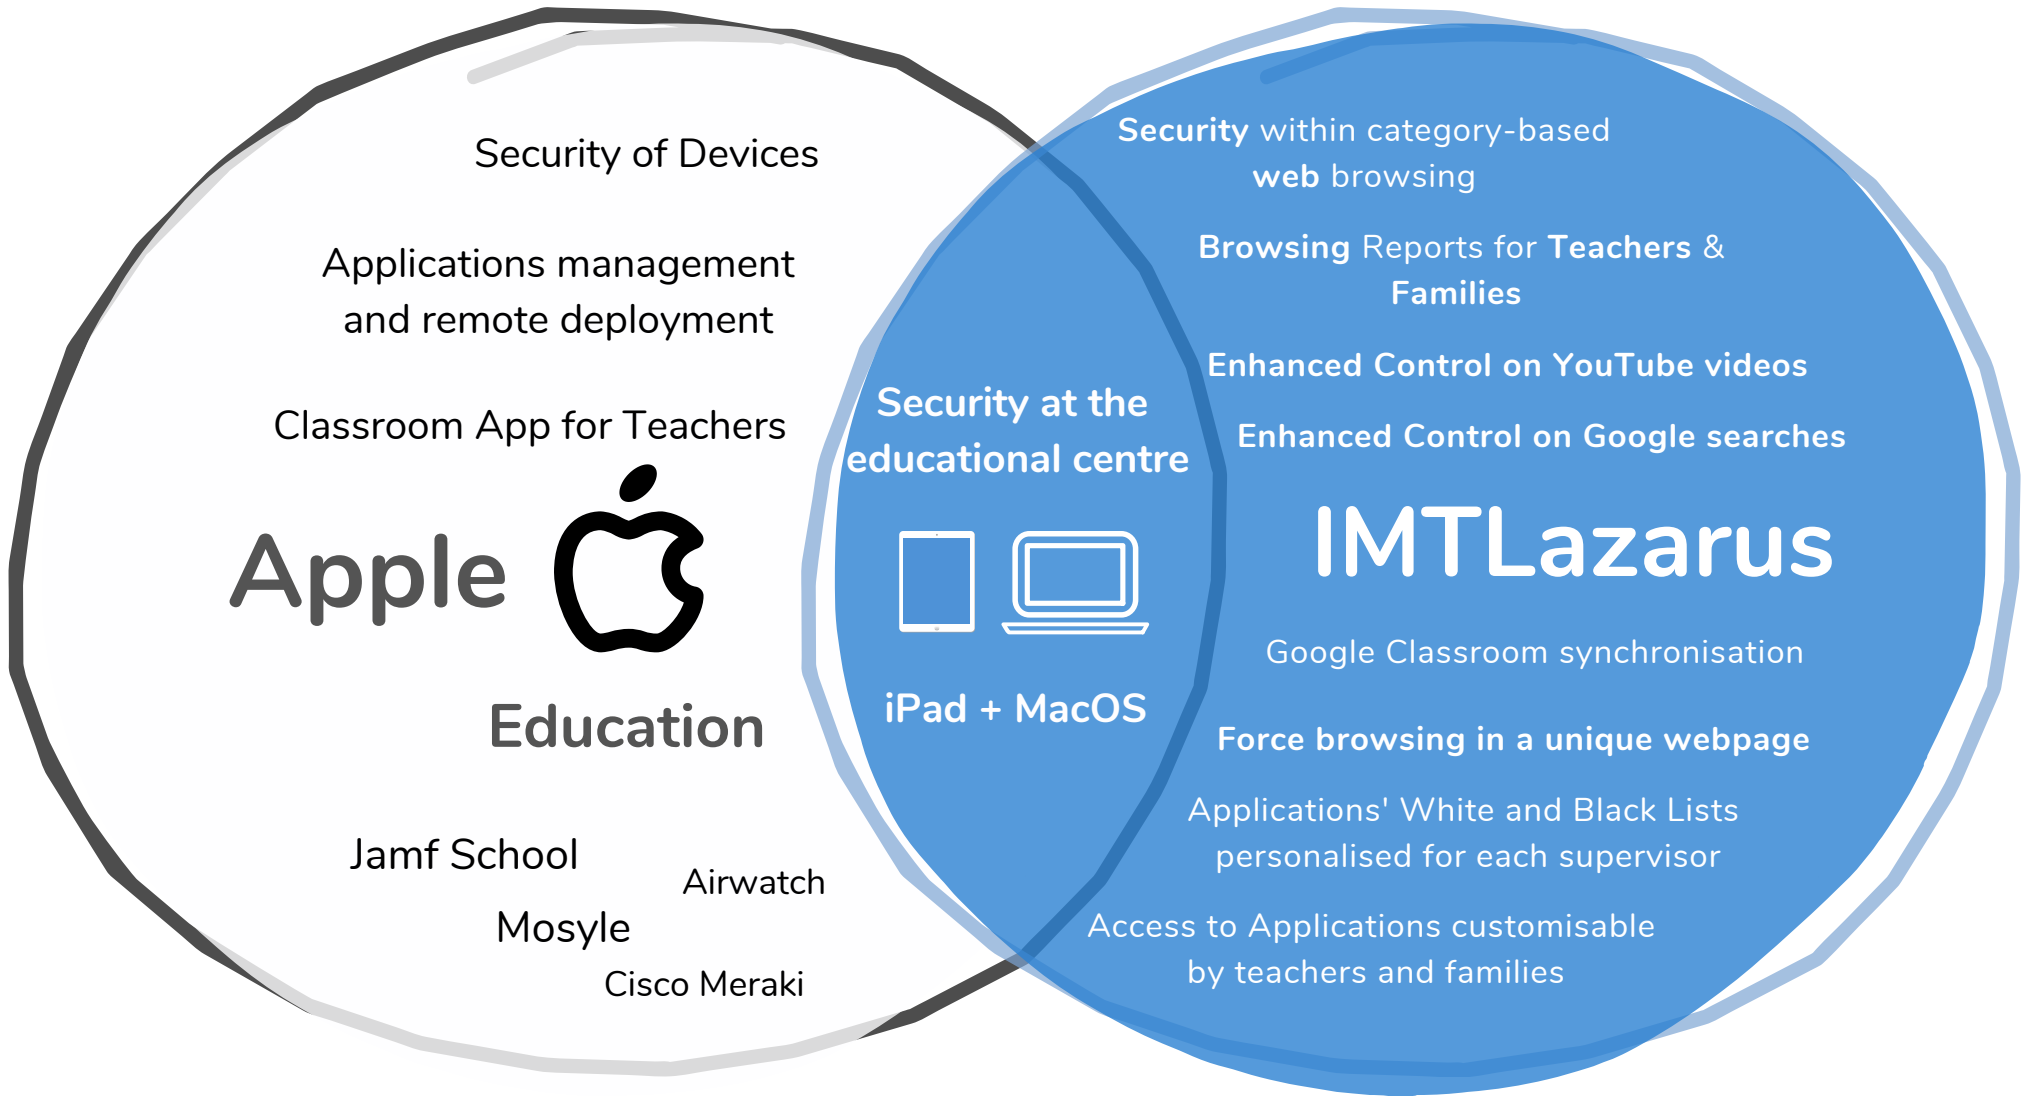 Security of Devices
Applications management
and remote deployment
Classroom App for Teachers
Apple
Education
Jamf School
Airwatch
Mosyle
Cisco Meraki
Security at the
educational centre
iPad + MacOS
Security within category-based
web browsing
Browsing Reports for Teachers &
Families
Enhanced Control on YouTube videos
Enhanced Control on Google searches
IMTLazarus
Google Classroom synchronisation
Force browsing in a unique webpage
Applications' White and Black Lists
personalised for each supervisor
Access to Applications customisable
by teachers and families